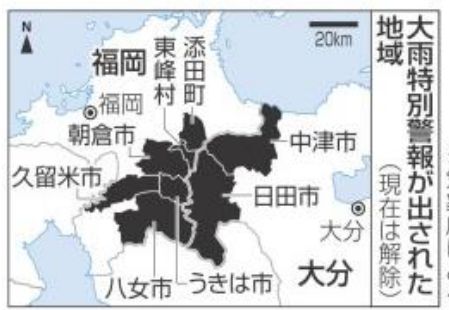 大雨特別警報が出された
地域
(現在は解除)
N
20km
福岡
福岡
東峰村
添田町
朝倉市
中津市
久留米市
日田市
大分
八女市
うきは市
大分